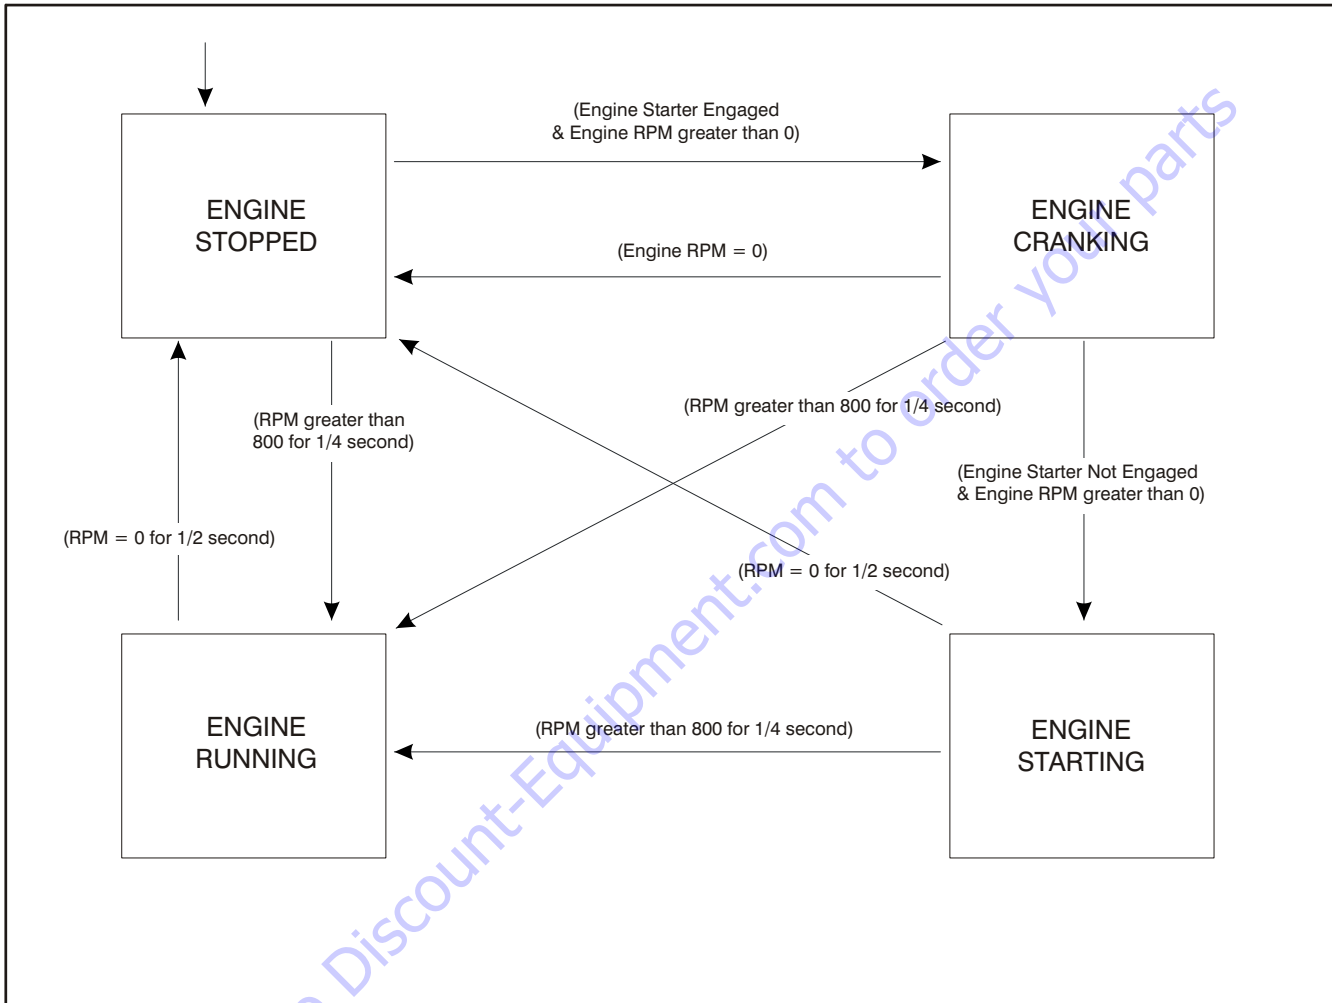 (Engine Starter Engaged
& Engine RPM greater than 0)
ENGINE
STOPPED
ENGINE
CRANKING
(Engine RPM = 0)
(RPM greater than
800 for 1/4 second)
(RPM greater than 800 for 1/4 second)
(Engine Starter Not Engaged
& Engine RPM greater than 0)
(RPM = 0 for 1/2 second)
(RPM = 0 for 1/2 second)
ENGINE
RUNNING
(RPM greater than 800 for 1/4 second)
ENGINE
STARTING
Discount-Equipment.com to order your parts